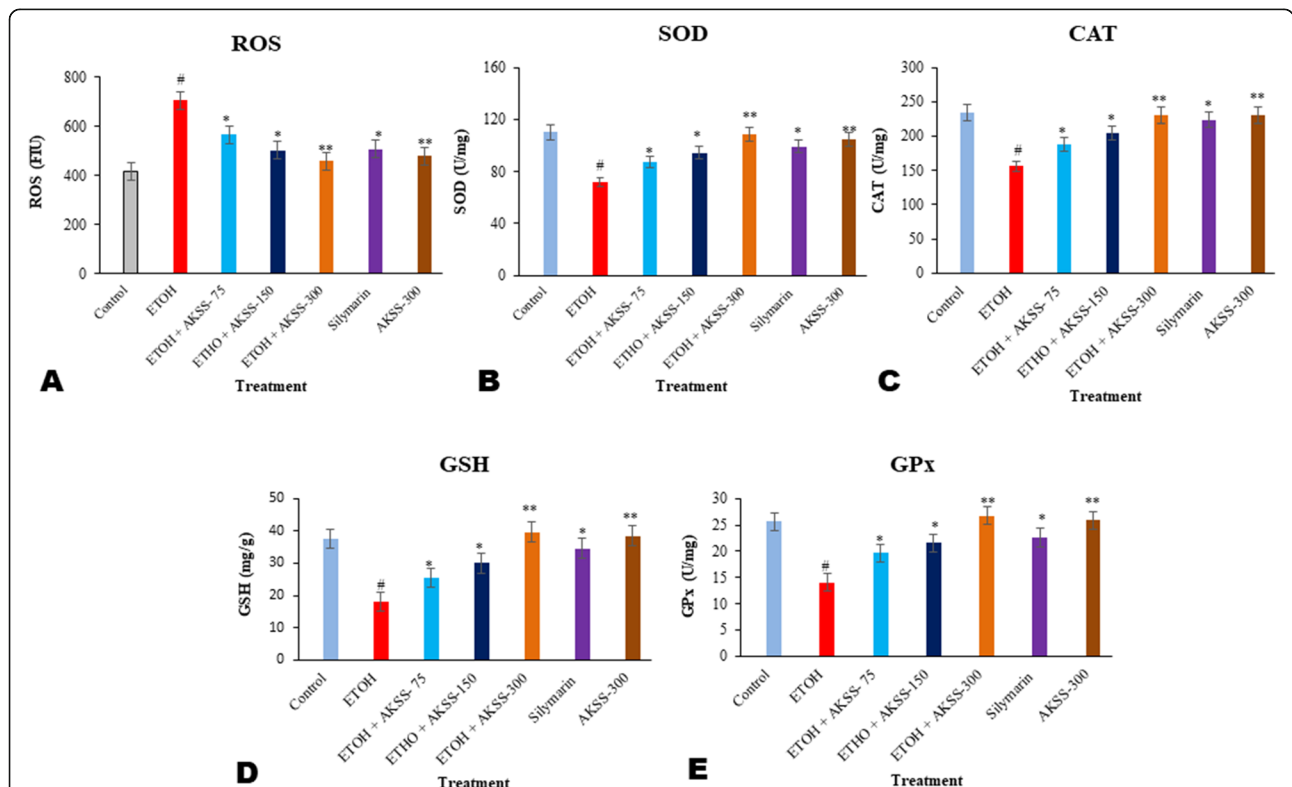 ROS
ROS (FIU)
800
600
400
200
0
#
*
*
**
*
**
Control
ETOH
ETOH + AKSS- 75
ETHO + AKSS-150
ETOH + AKSS-300
Silymarin
AKSS-300
Treatment
A
SOD
SOD (U/mg)
160
120
80
40
0
#
*
*
**
*
**
Control
ETOH
ETOH + AKSS- 75
ETHO + AKSS-150
ETOH + AKSS-300
Silymarin
AKSS-300
Treatment
B
CAT
CAT (U/mg)
300
250
200
150
100
50
0
#
*
*
**
*
**
Control
ETOH
ETOH + AKSS- 75
ETHO + AKSS-150
ETOH + AKSS-300
Silymarin
AKSS-300
Treatment
C
GSH
GSH (mg/g)
50
40
30
20
10
0
#
*
*
**
*
**
Control
ETOH
ETOH + AKSS- 75
ETHO + AKSS-150
ETOH + AKSS-300
Silymarin
AKSS-300
Treatment
D
GPx
GPx (U/mg)
30
25
20
15
10
5
0
#
*
*
**
*
**
Control
ETOH
ETOH + AKSS- 75
ETHO + AKSS-150
ETOH + AKSS-300
Silymarin
AKSS-300
Treatment
E